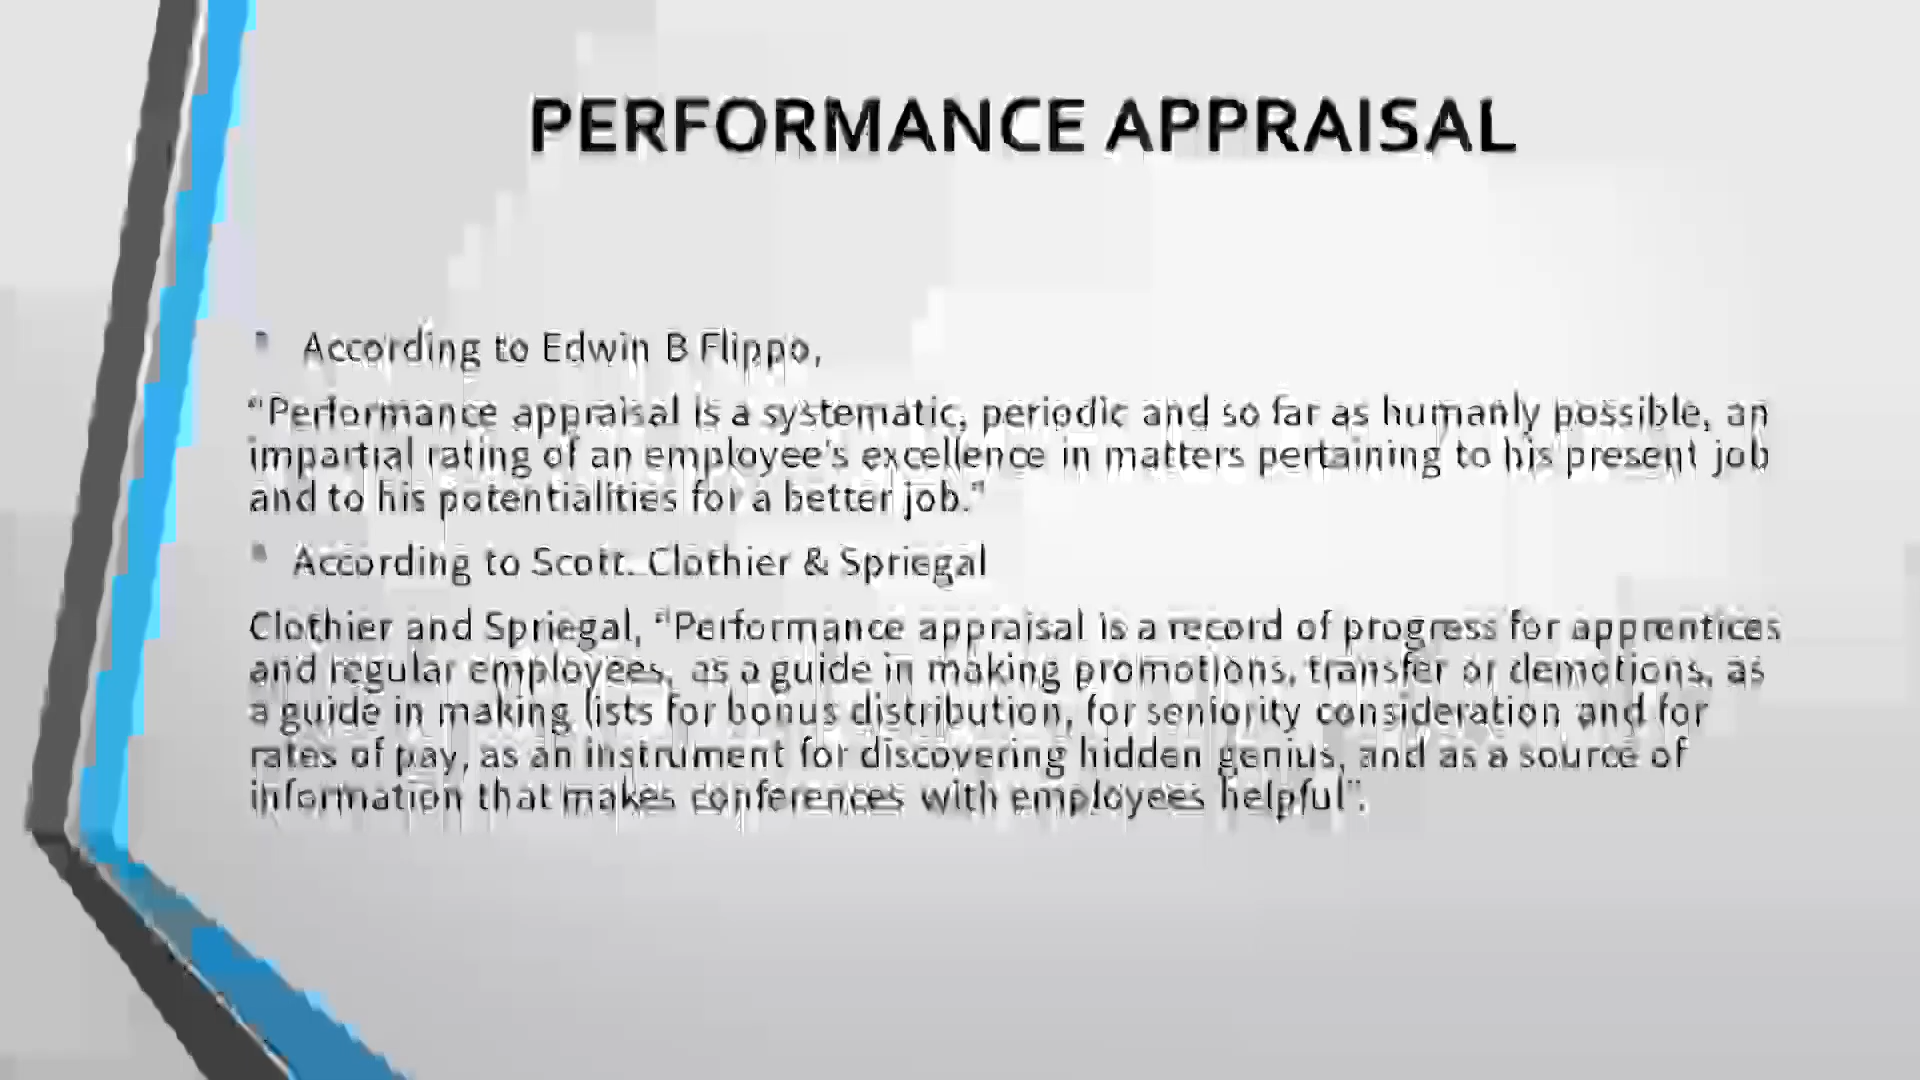 PERFORMANCE APPRAISAL
According to Edwin B Flippo,
“Performance appraisal is a systematic, periodic and so far as humanly possible, an
impartial rating of an employee's excellence in matters pertaining to his present job
and to his potentialities for a better job.”
According to Scott. Clothier & Spriegal
Clothier and Spriegal, “Performance appraisal is a record of progress for apprentices
and regular employees, as a guide in making promotions, transfer or demotions, as
a guide in making lists for bonus distribution, for seniority consideration and for
rates of pay, as an instrument for discovering hidden genius, and as a source of
information that makes conferences with employees helpful”.